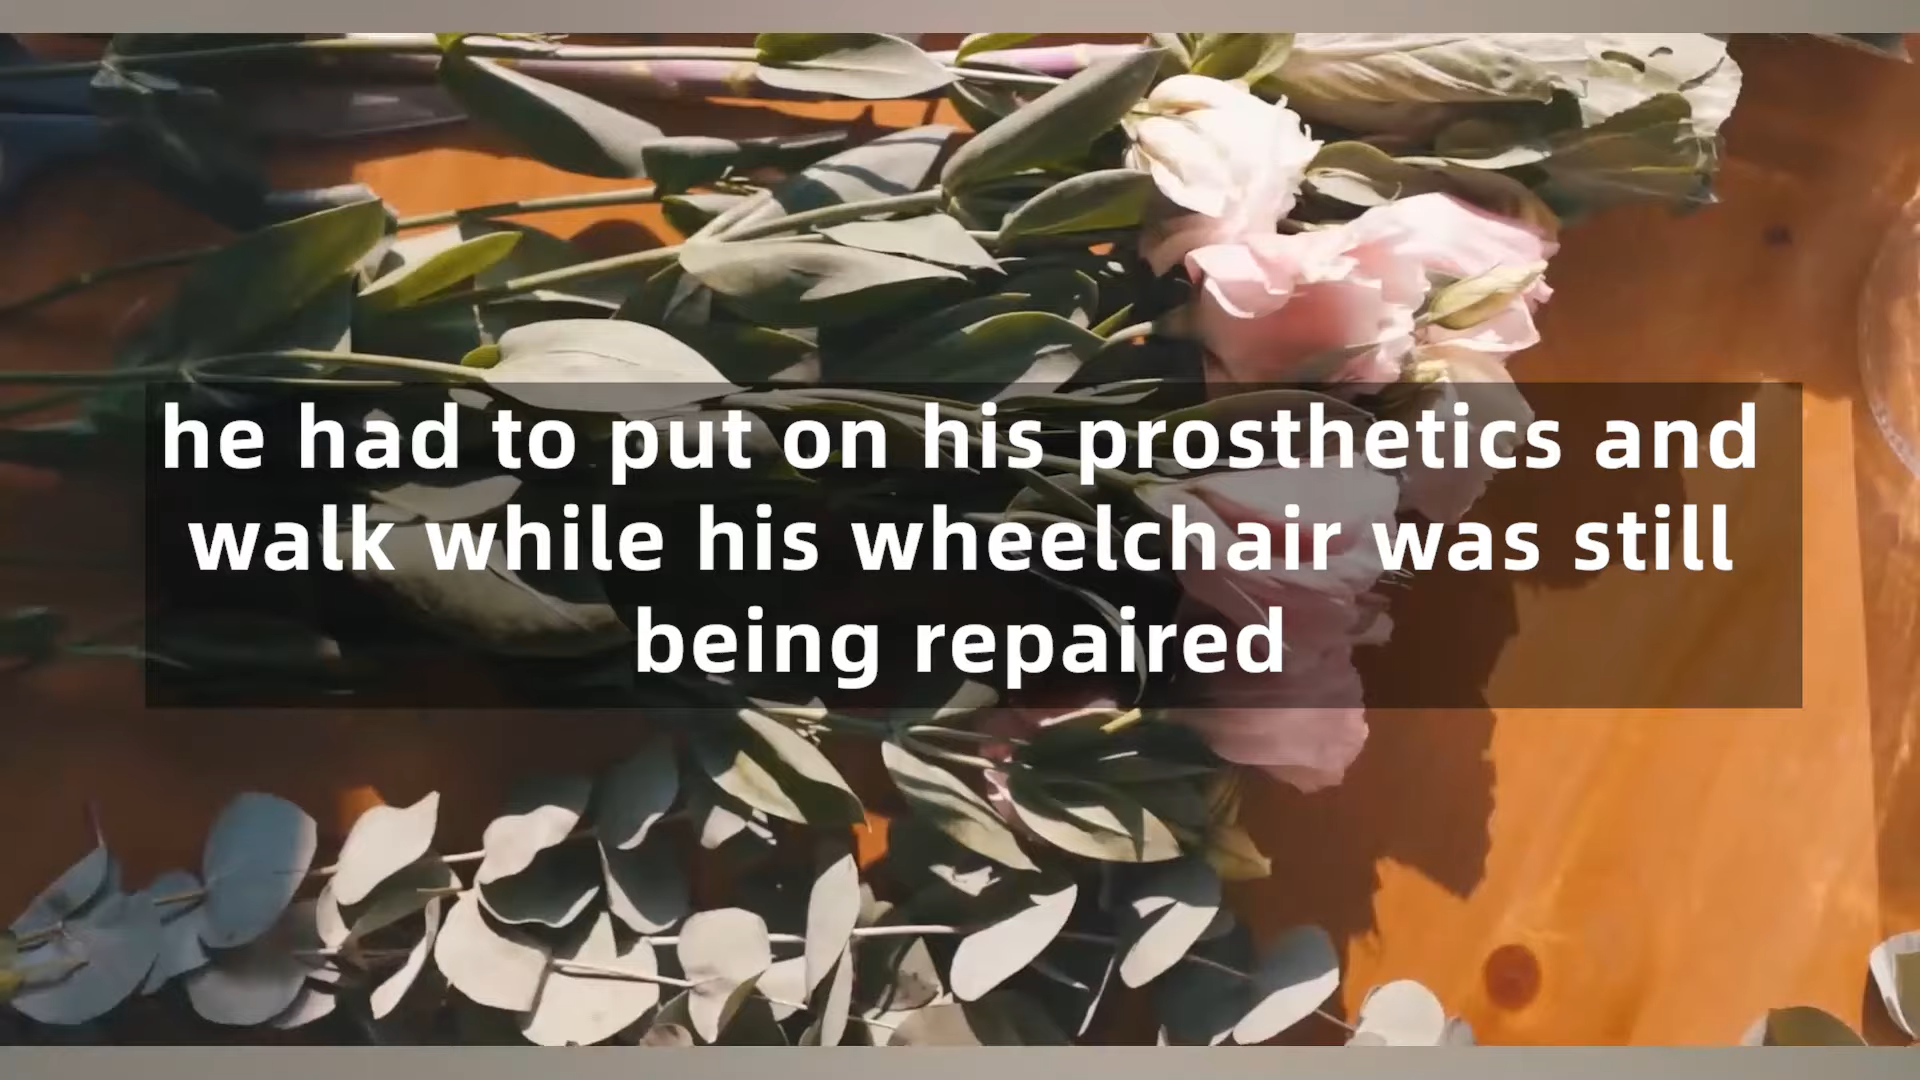 he had to put on his prosthetics and
walk while his wheelchair was still
being repaired